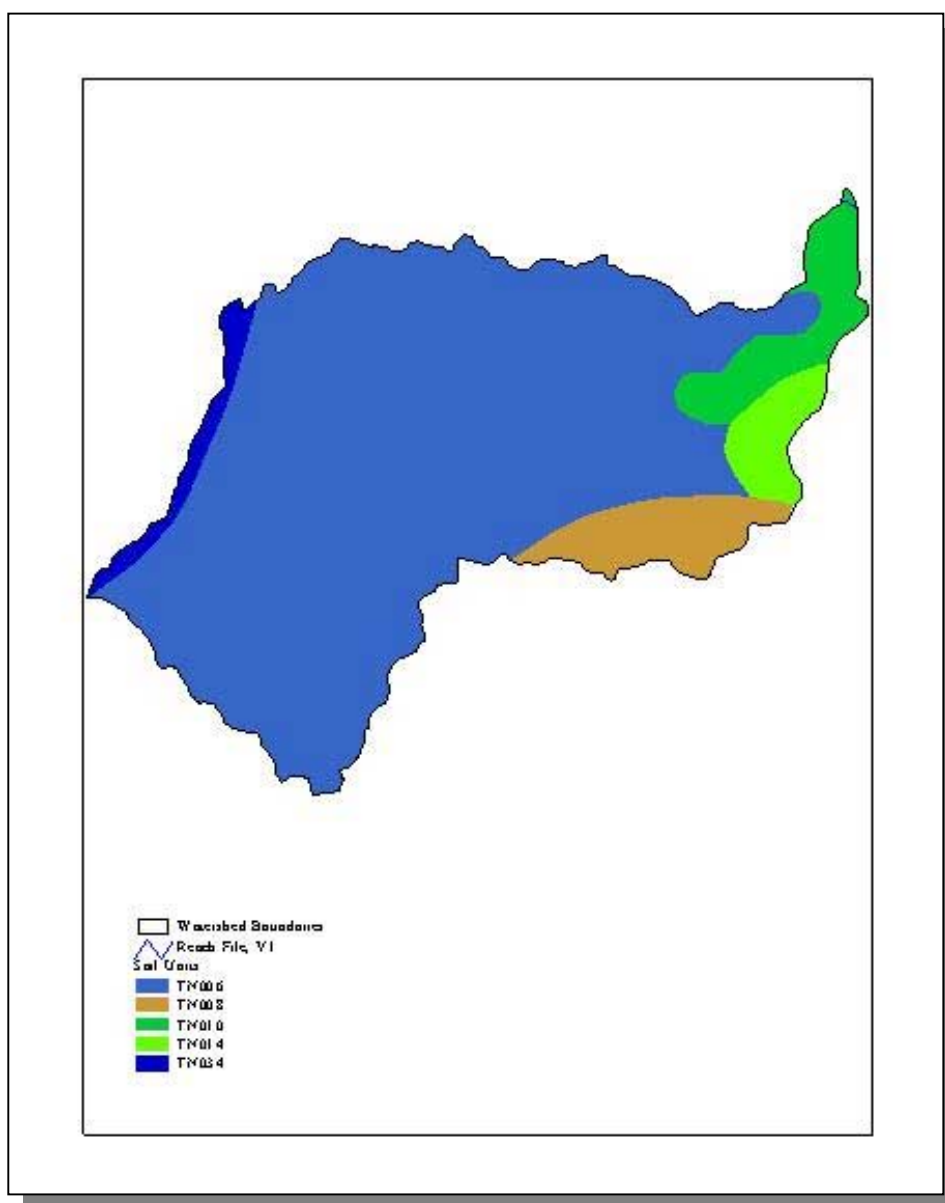 Watershed Boundaries
Reach File, V1
Soil Units
TN006
TN008
TN010
TN014
TN034